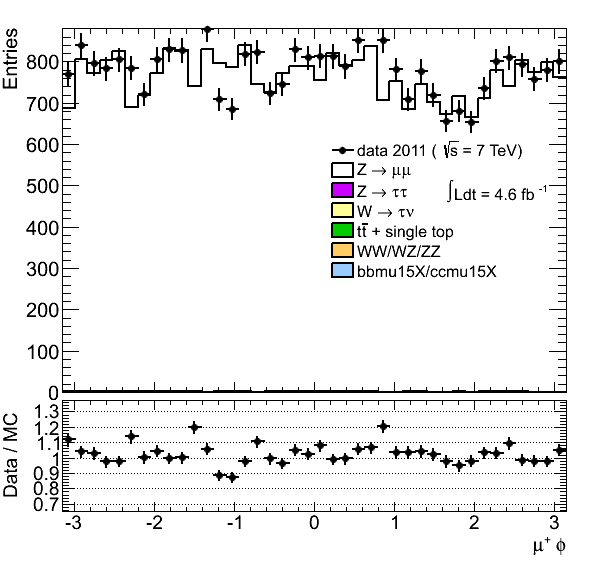 Entries
800
700
600
500
400
300
200
100
0
data 2011 ( √s = 7 TeV)
Z → μμ
Z → ττ
∫Ldt = 4.6 fb⁻¹
W → τν
tt̄ + single top
WW/WZ/ZZ
bbmu15X/ccmu15X
Data / MC
1.3
1.2
1.1
1
0.9
0.8
0.7
-3 -2 -1 0 1 2 3
μ⁺ ϕ